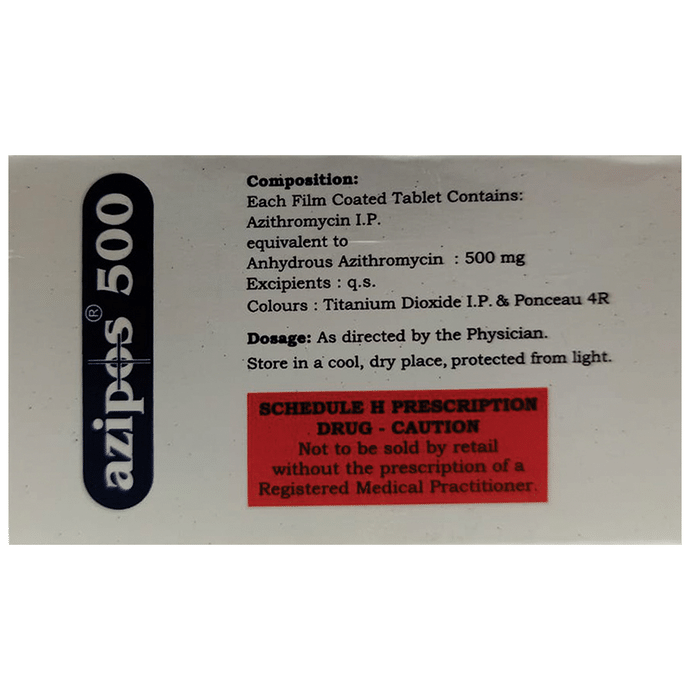 azipos® 500
Composition:
Each Film Coated Tablet Contains:
Azithromycin I.P.
equivalent to
Anhydrous Azithromycin : 500 mg
Excipients : q.s.
Colours : Titanium Dioxide I.P. & Ponceau 4R
Dosage: As directed by the Physician.
Store in a cool, dry place, protected from light.
SCHEDULE H PRESCRIPTION
DRUG - CAUTION
Not to be sold by retail
without the prescription of a
Registered Medical Practitioner.